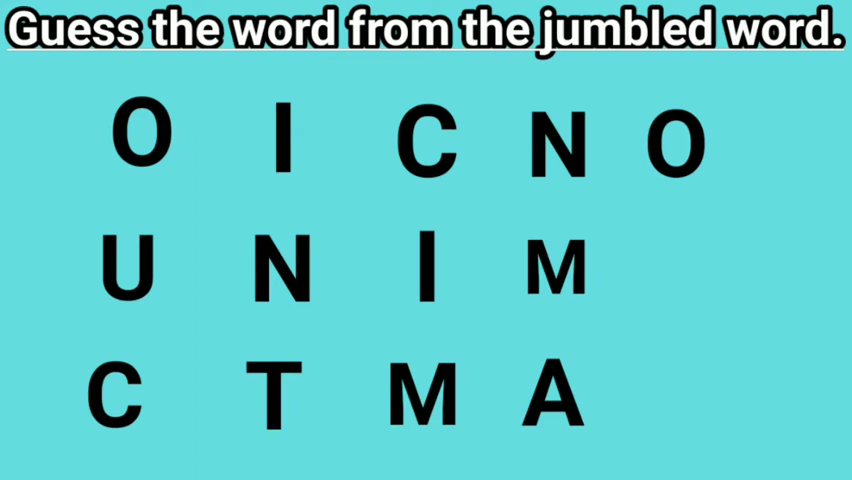 Guess the word from the jumbled word.
O I C N O
U N I M
C T M A